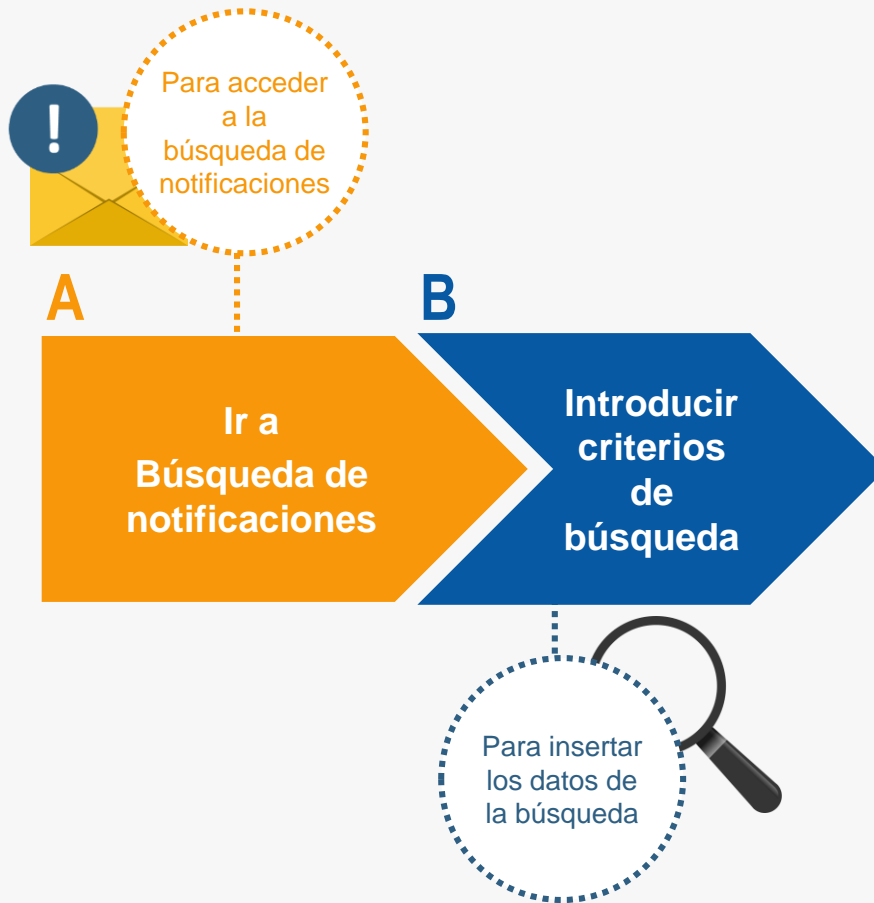 Para acceder
a la
búsqueda de
notificaciones
!
A
B
Ir a
Búsqueda de
notificaciones
Introducir
criterios
de
búsqueda
Para insertar
los datos de
la búsqueda